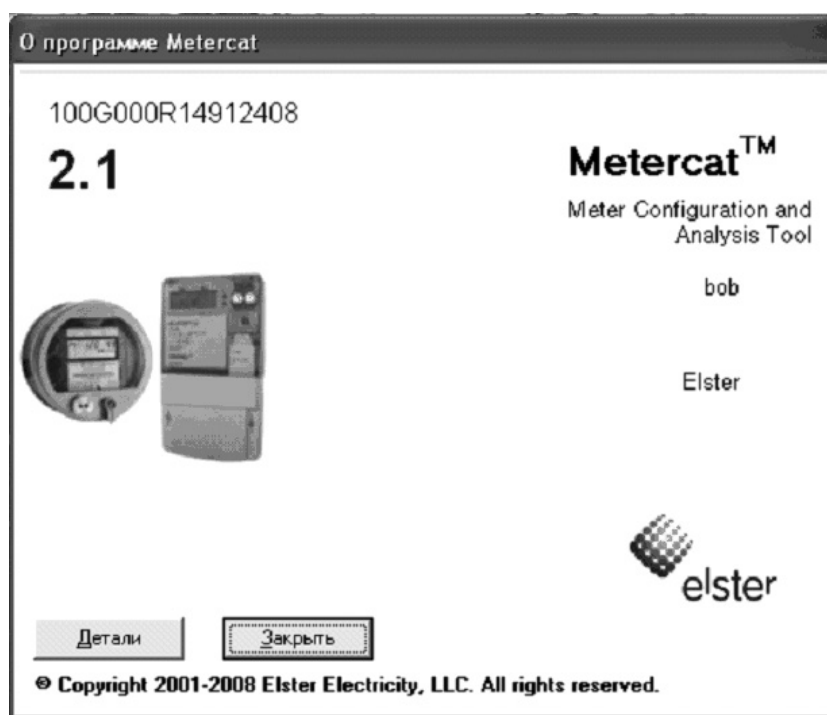 О программе Metercat
100G000R14912408
2.1
Metercat™
Meter Configuration and
Analysis Tool
bob
Elster
elster
Детали
Закрыть
© Copyright 2001-2008 Elster Electricity, LLC. All rights reserved.